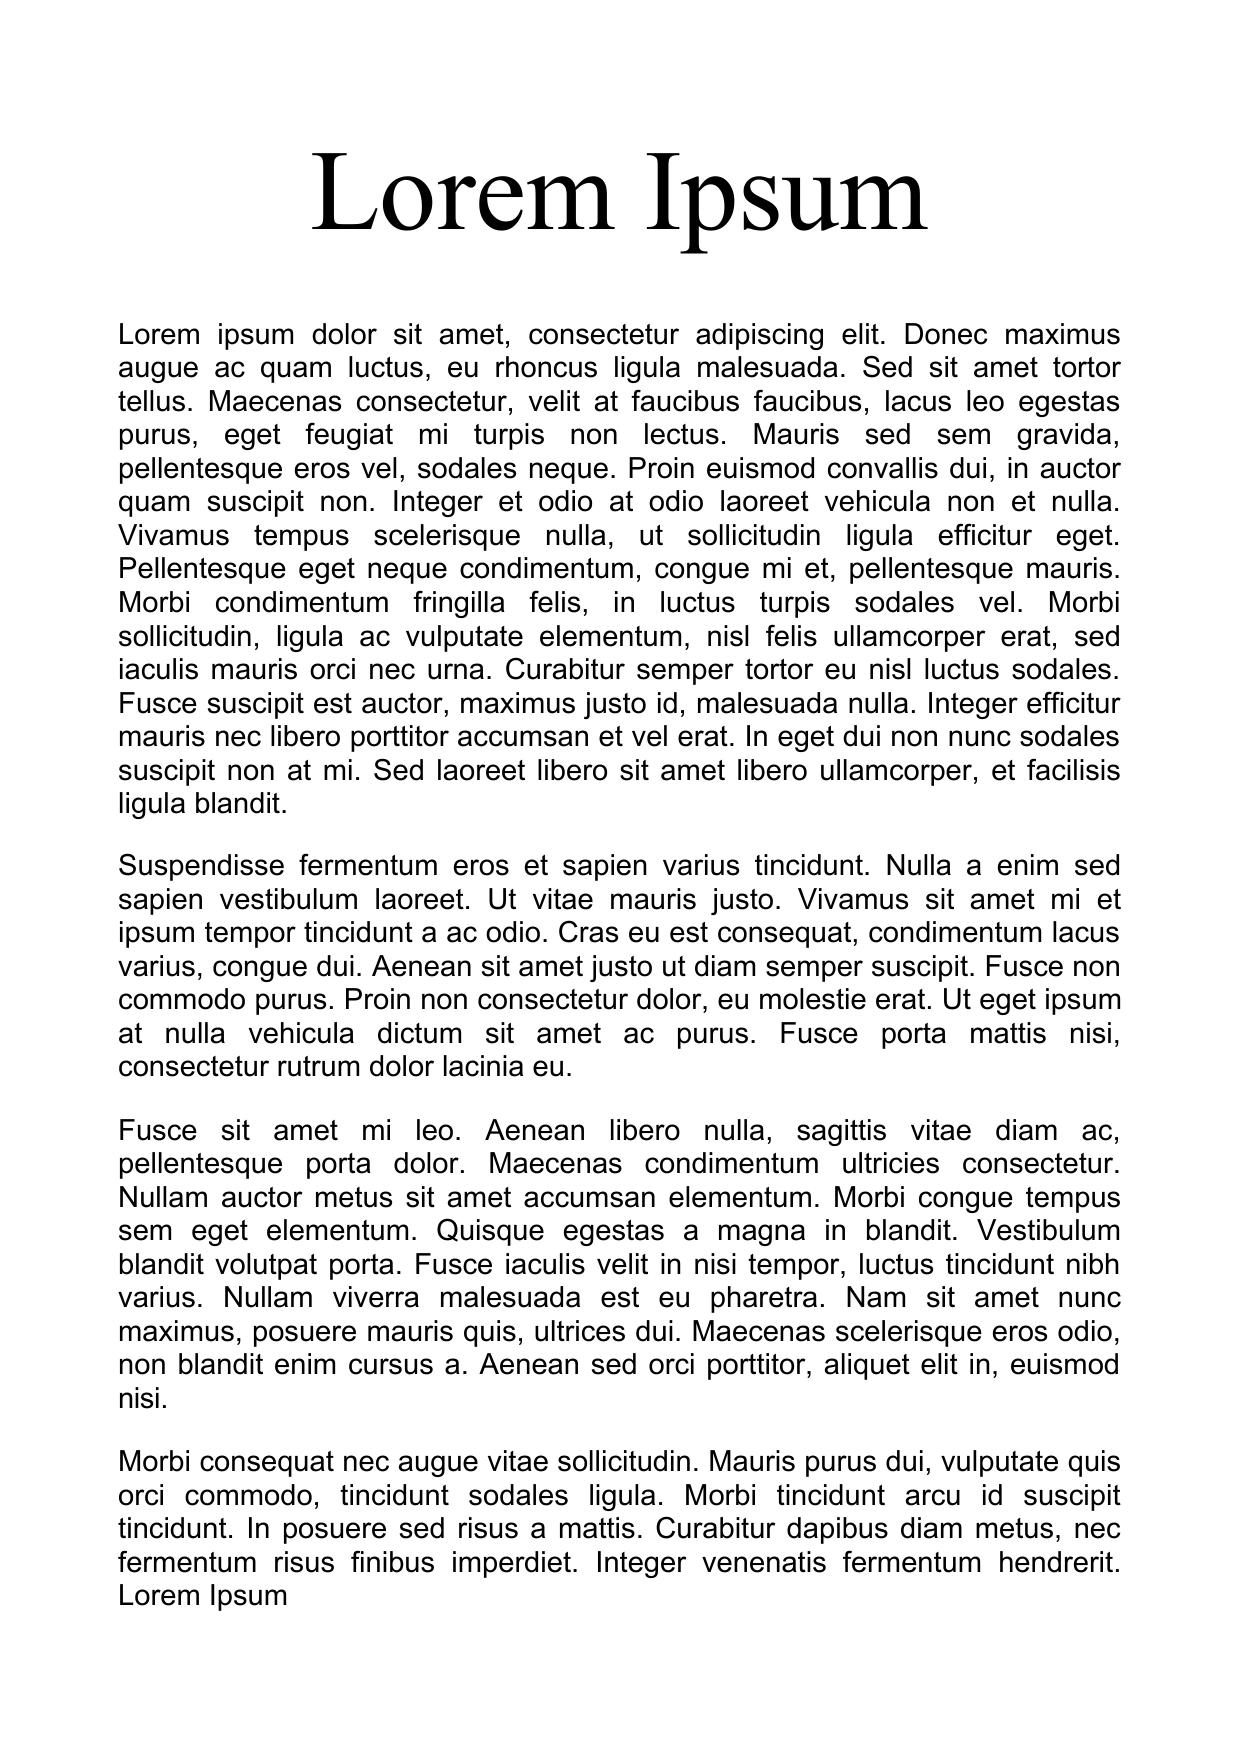 Lorem Ipsum
Lorem ipsum dolor sit amet, consectetur adipiscing elit. Donec maximus
augue ac quam luctus, eu rhoncus ligula malesuada. Sed sit amet tortor
tellus. Maecenas consectetur, velit at faucibus faucibus, lacus leo egestas
purus, eget feugiat mi turpis non lectus. Mauris sed sem gravida,
pellentesque eros vel, sodales neque. Proin euismod convallis dui, in auctor
quam suscipit non. Integer et odio at odio laoreet vehicula non et nulla.
Vivamus tempus scelerisque nulla, ut sollicitudin ligula efficitur eget.
Pellentesque eget neque condimentum, congue mi et, pellentesque mauris.
Morbi condimentum fringilla felis, in luctus turpis sodales vel. Morbi
sollicitudin, ligula ac vulputate elementum, nisl felis ullamcorper erat, sed
iaculis mauris orci nec urna. Curabitur semper tortor eu nisl luctus sodales.
Fusce suscipit est auctor, maximus justo id, malesuada nulla. Integer efficitur
mauris nec libero porttitor accumsan et vel erat. In eget dui non nunc sodales
suscipit non at mi. Sed laoreet libero sit amet libero ullamcorper, et facilisis
ligula blandit.
Suspendisse fermentum eros et sapien varius tincidunt. Nulla a enim sed
sapien vestibulum laoreet. Ut vitae mauris justo. Vivamus sit amet mi et
ipsum tempor tincidunt a ac odio. Cras eu est consequat, condimentum lacus
varius, congue dui. Aenean sit amet justo ut diam semper suscipit. Fusce non
commodo purus. Proin non consectetur dolor, eu molestie erat. Ut eget ipsum
at nulla vehicula dictum sit amet ac purus. Fusce porta mattis nisi,
consectetur rutrum dolor lacinia eu.
Fusce sit amet mi leo. Aenean libero nulla, sagittis vitae diam ac,
pellentesque porta dolor. Maecenas condimentum ultricies consectetur.
Nullam auctor metus sit amet accumsan elementum. Morbi congue tempus
sem eget elementum. Quisque egestas a magna in blandit. Vestibulum
blandit volutpat porta. Fusce iaculis velit in nisi tempor, luctus tincidunt nibh
varius. Nullam viverra malesuada est eu pharetra. Nam sit amet nunc
maximus, posuere mauris quis, ultrices dui. Maecenas scelerisque eros odio,
non blandit enim cursus a. Aenean sed orci porttitor, aliquet elit in, euismod
nisi.
Morbi consequat nec augue vitae sollicitudin. Mauris purus dui, vulputate quis
orci commodo, tincidunt sodales ligula. Morbi tincidunt arcu id suscipit
tincidunt. In posuere sed risus a mattis. Curabitur dapibus diam metus, nec
fermentum risus finibus imperdiet. Integer venenatis fermentum hendrerit.
Lorem Ipsum